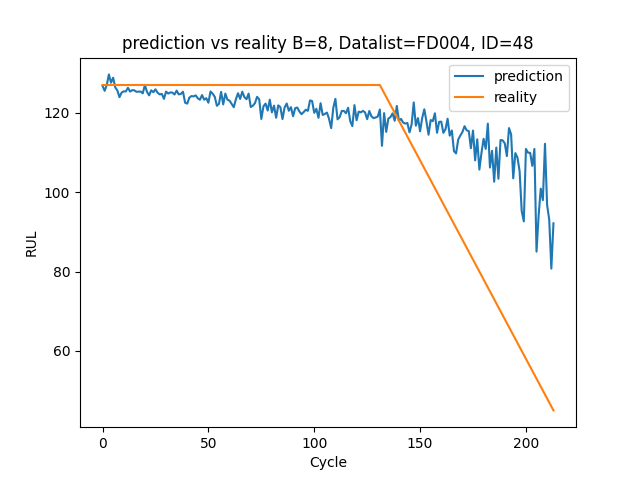 prediction vs reality B=8, Datalist=FD004, ID=48
prediction
reality
120
100
80
60
RUL
0 50 100 150 200
Cycle